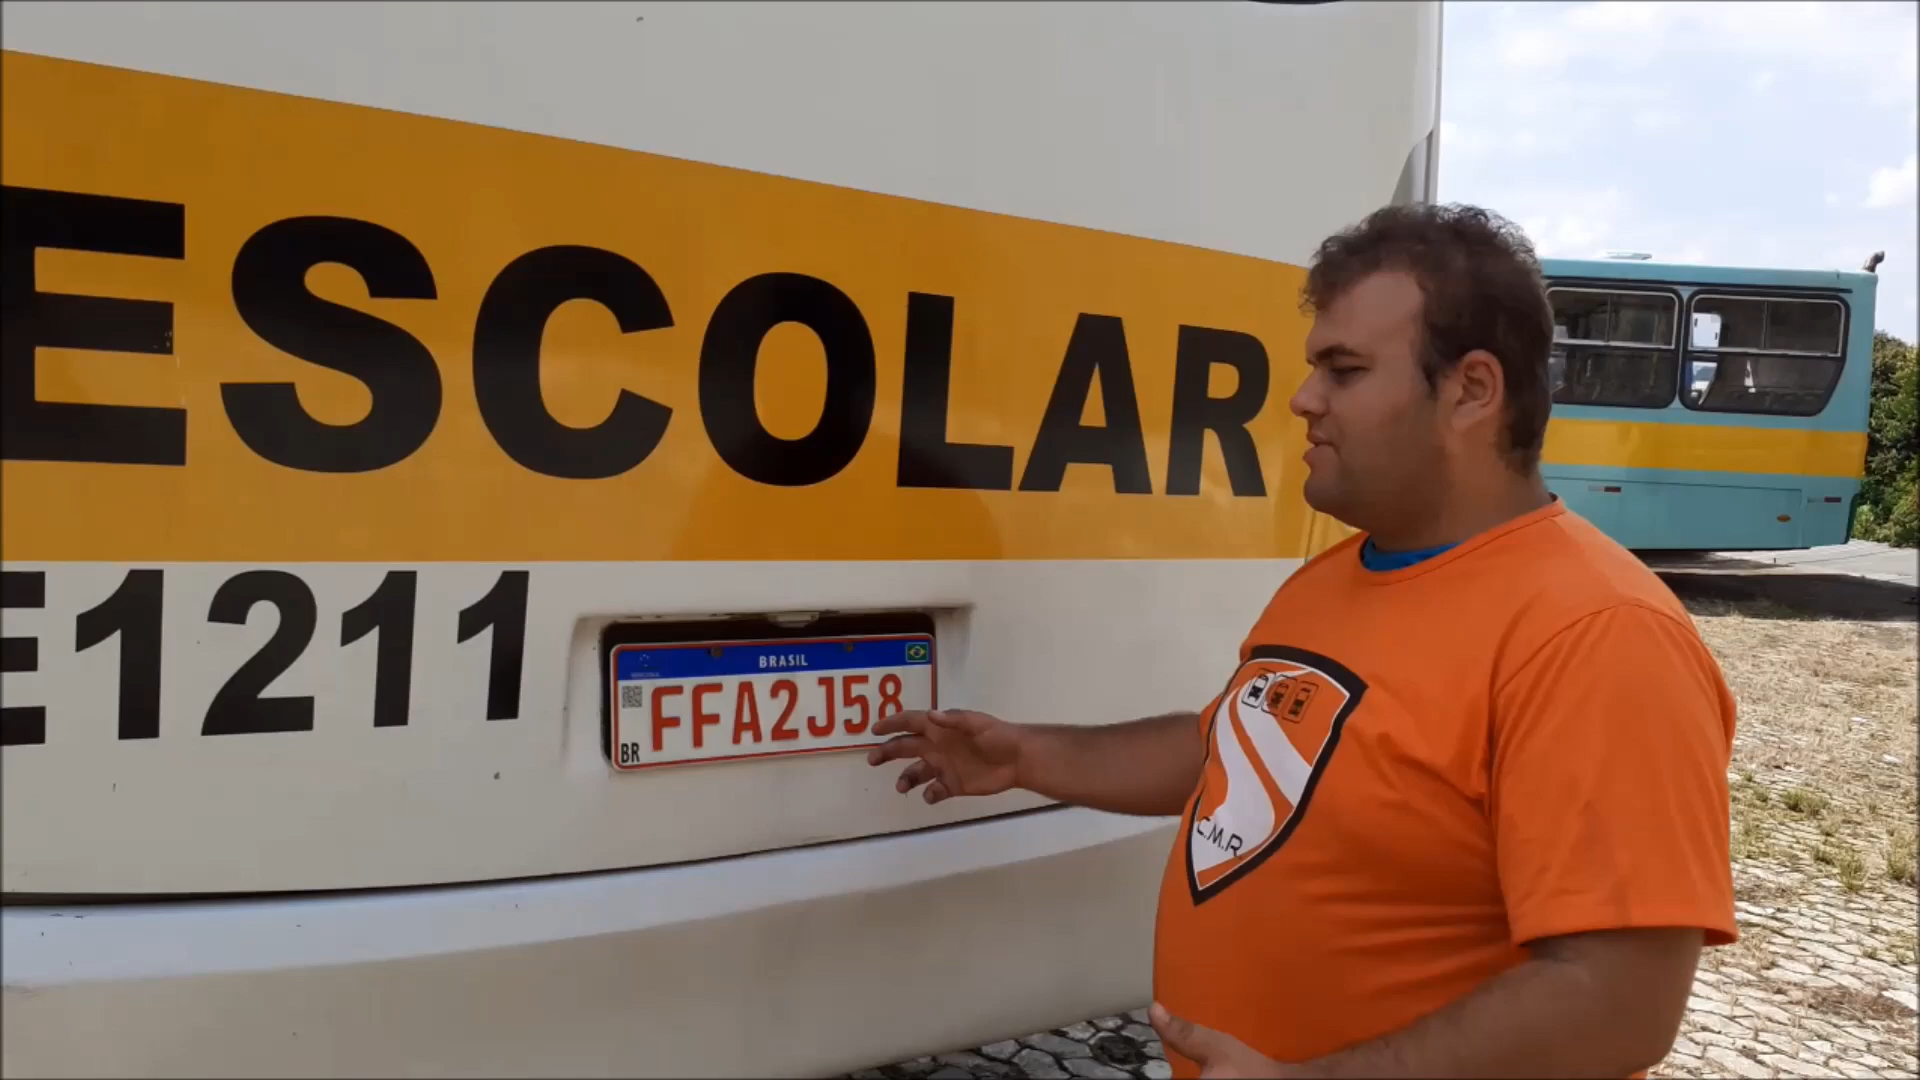 ESCOLAR
E1211
BRASIL
FFA2J58
BR
C.M.R.